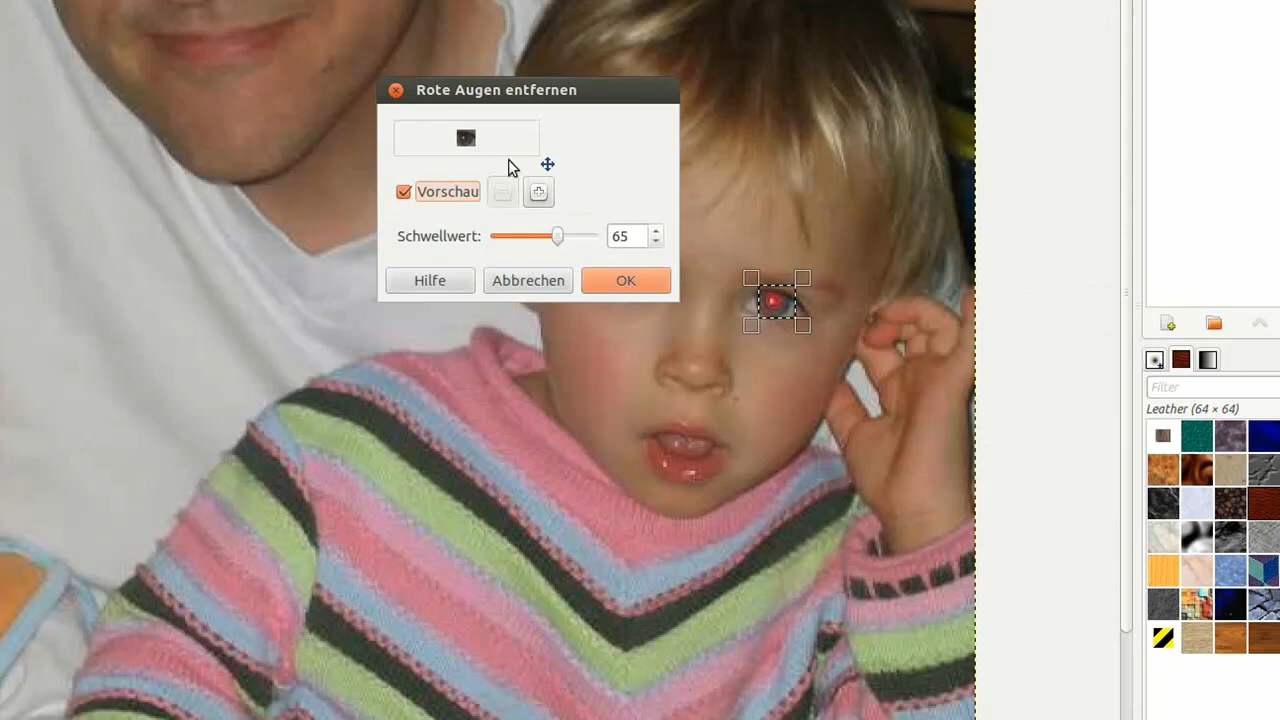 Rote Augen entfernen
Vorschau
Schwellwert: 65
Hilfe Abbrechen OK
Filter
Leather (64 × 64)